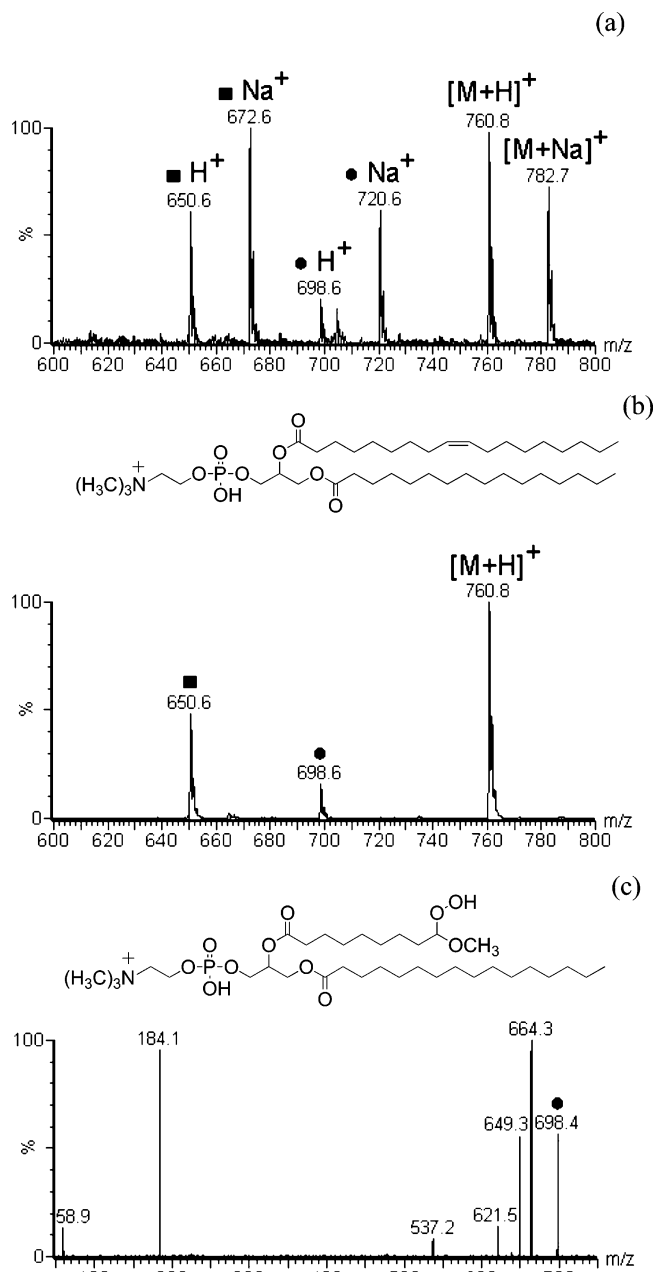 (a)
■ Na+
672.6
[M+H]+
760.8
[M+Na]+
782.7
■ H+
650.6
● Na+
720.6
● H+
698.6
100
%
0
600 620 640 660 680 700 720 740 760 780 800 m/z
(b)
O
O
(H3C)3N+ O P O O
O OH O
[M+H]+
760.8
■
650.6
●
698.6
100
%
0
600 620 640 660 680 700 720 740 760 780 800 m/z
(c)
O OH
O O
O OCH3
(H3C)3N+ O P O O
O OH O
100
184.1
664.3
●
649.3 698.4
621.5
537.2
58.9
%
0
m/z